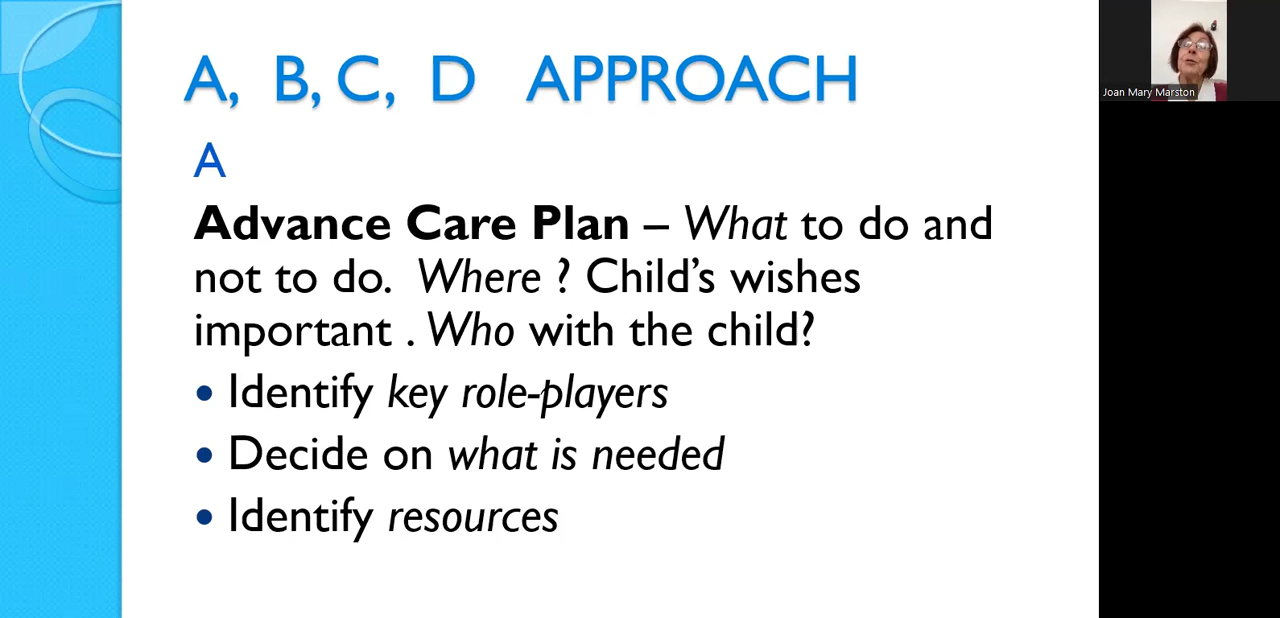 A, B, C, D APPROACH
A
Advance Care Plan – What to do and
not to do. Where ? Child’s wishes
important . Who with the child?
• Identify key role-players
• Decide on what is needed
• Identify resources
Joan Mary Marston